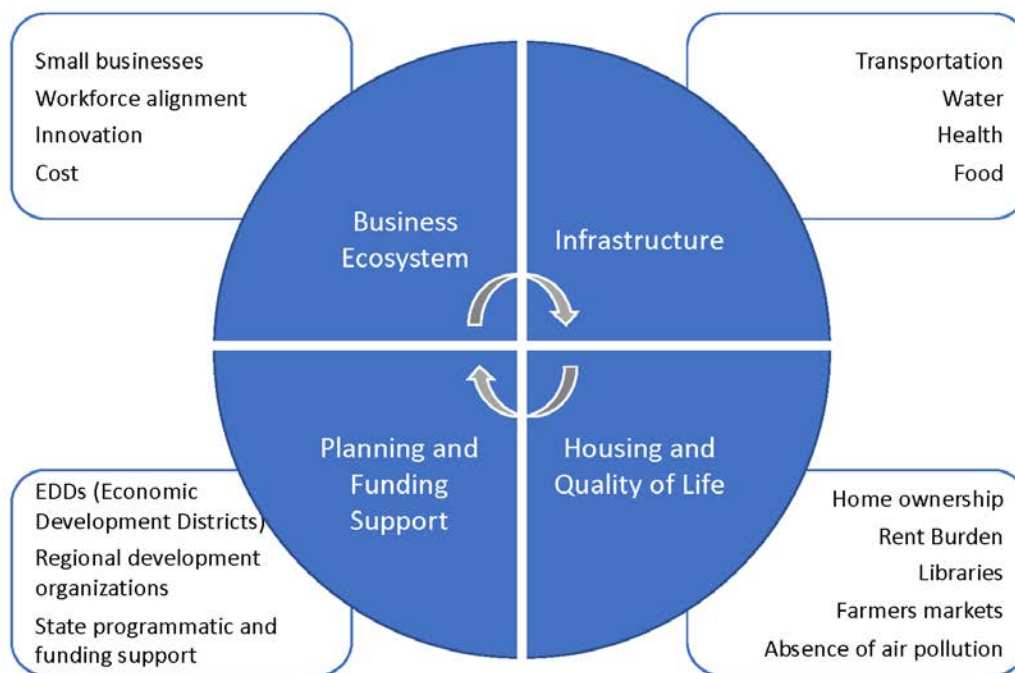 Small businesses
Workforce alignment
Innovation
Cost
Transportation
Water
Health
Food
Business
Ecosystem
Infrastructure
Planning and
Funding
Support
Housing and
Quality of Life
EDDs (Economic
Development Districts)
Regional development
organizations
State programmatic and
funding support
Home ownership
Rent Burden
Libraries
Farmers markets
Absence of air pollution